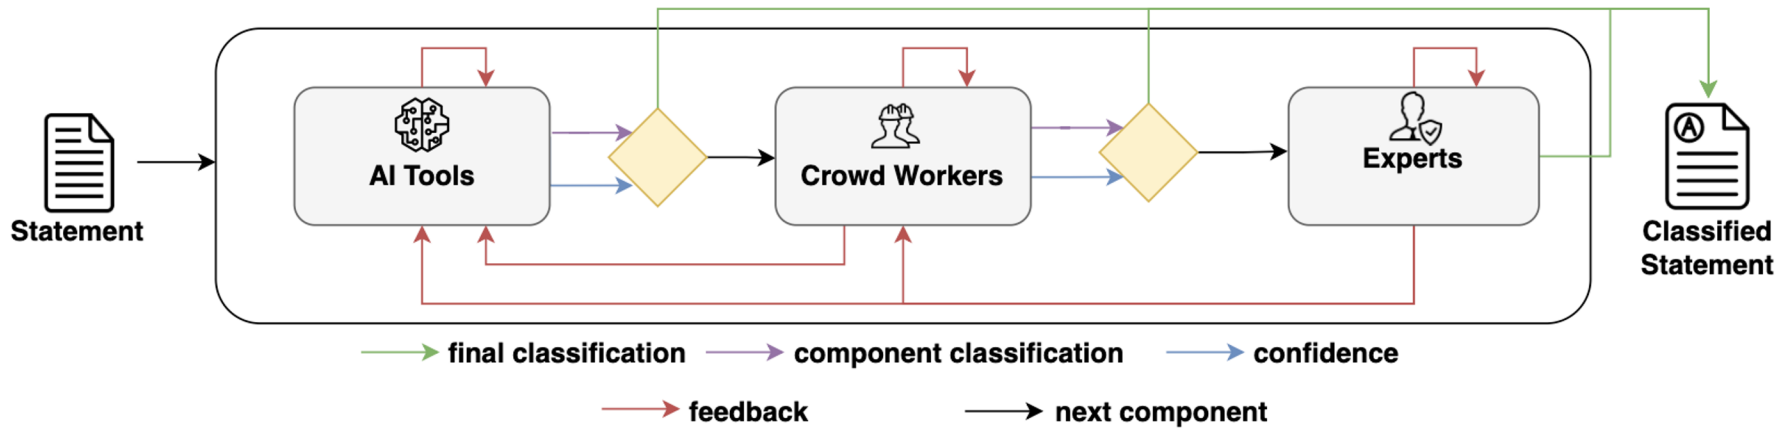 Statement
AI Tools
Crowd Workers
Experts
A
Classified
Statement
final classification
component classification
confidence
feedback
next component